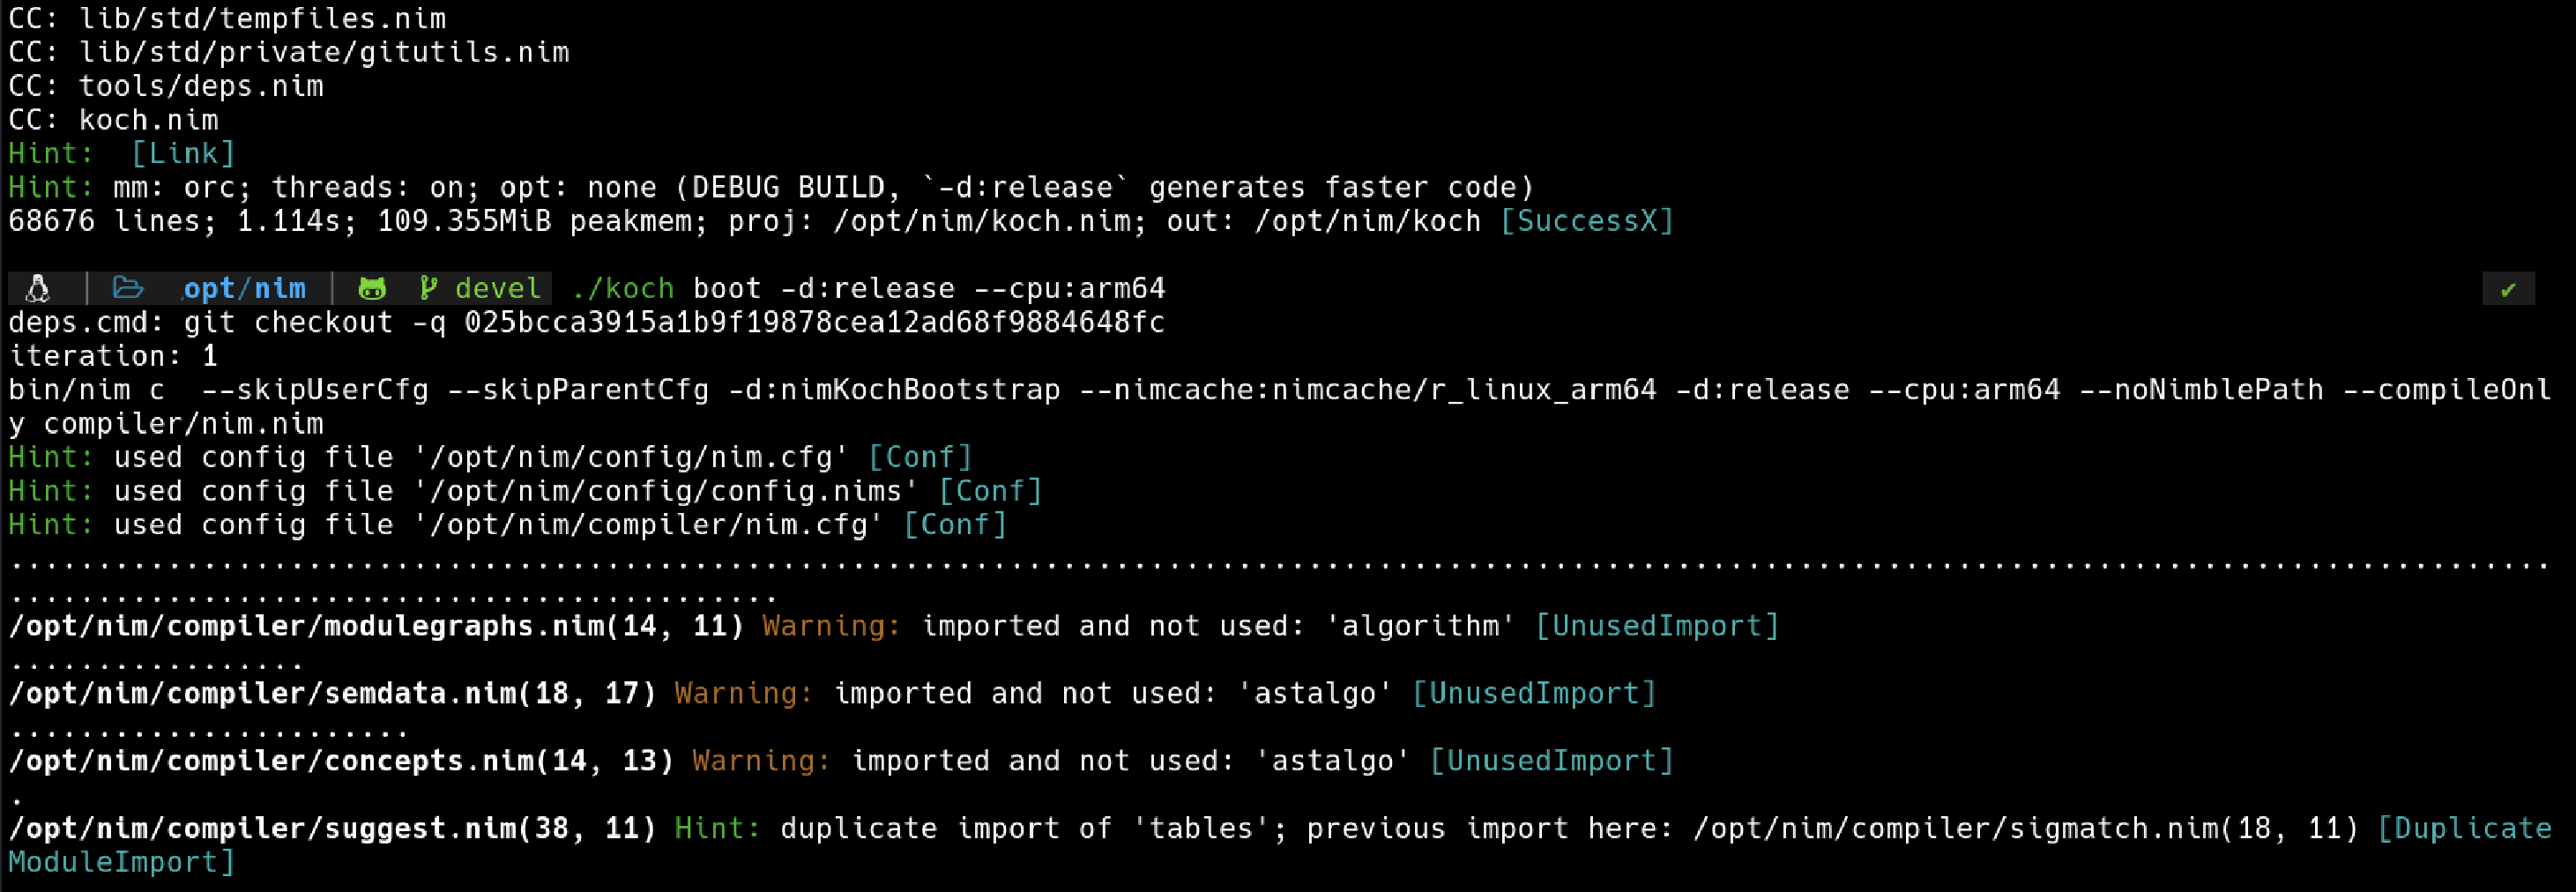 CC: lib/std/tempfiles.nim
CC: lib/std/private/gitutils.nim
CC: tools/deps.nim
CC: koch.nim
Hint:  [Link]
Hint: mm: orc; threads: on; opt: none (DEBUG BUILD, `-d:release` generates faster code)
68676 lines; 1.114s; 109.355MiB peakmem; proj: /opt/nim/koch.nim; out: /opt/nim/koch [SuccessX]
/opt/nim | devel ./koch boot -d:release --cpu:arm64 ✔
deps.cmd: git checkout -q 025bcca3915a1b9f19878cea12ad68f9884648fc
iteration: 1
bin/nim c  --skipUserCfg --skipParentCfg -d:nimKochBootstrap --nimcache:nimcache/r_linux_arm64 -d:release --cpu:arm64 --noNimblePath --compileOnl
y compiler/nim.nim
Hint: used config file '/opt/nim/config/nim.cfg' [Conf]
Hint: used config file '/opt/nim/config/config.nims' [Conf]
Hint: used config file '/opt/nim/compiler/nim.cfg' [Conf]
.................................................................................................................................................
............................................
/opt/nim/compiler/modulegraphs.nim(14, 11) Warning: imported and not used: 'algorithm' [UnusedImport]
.................
/opt/nim/compiler/semdata.nim(18, 17) Warning: imported and not used: 'astalgo' [UnusedImport]
.......................
/opt/nim/compiler/concepts.nim(14, 13) Warning: imported and not used: 'astalgo' [UnusedImport]
.
/opt/nim/compiler/suggest.nim(38, 11) Hint: duplicate import of 'tables'; previous import here: /opt/nim/compiler/sigmatch.nim(18, 11) [Duplicate
ModuleImport]